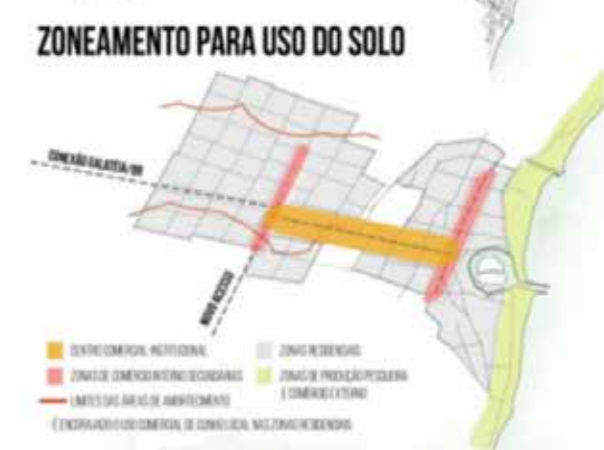 ZONEAMENTO PARA USO DO SOLO
CONEXÃO GALATEIA/BR
NOVO ACESSO
CENTRO COMERCIAL-INSTITUCIONAL
ZONAS RESIDENCIAIS
ZONAS DE COMÉRCIO INTERNO SECUNDÁRIAS
ZONAS DE PRODUÇÃO PESQUEIRA
E COMÉRCIO EXTERNO
LIMITES DAS ÁREAS DE AMORTECIMENTO
É ENCORAJADO O USO COMERCIAL DE CUNHO LOCAL NAS ZONAS RESIDENCIAIS